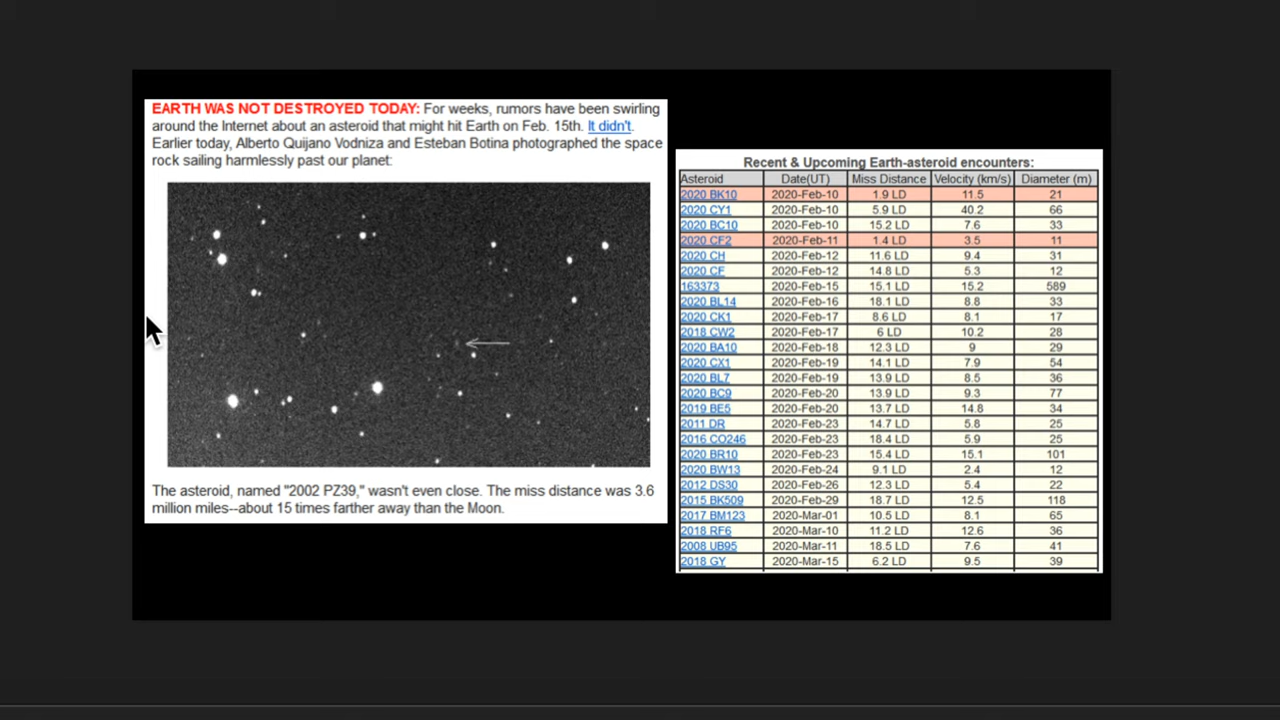 EARTH WAS NOT DESTROYED TODAY: For weeks, rumors have been swirling
around the Internet about an asteroid that might hit Earth on Feb. 15th. It didn't.
Earlier today, Alberto Quijano Vodniza and Esteban Botina photographed the space
rock sailing harmlessly past our planet:
The asteroid, named "2002 PZ39," wasn't even close. The miss distance was 3.6
million miles--about 15 times farther away than the Moon.
Recent & Upcoming Earth-asteroid encounters:
Asteroid Date(UT) Miss Distance Velocity (km/s) Diameter (m)
2020 BK10 2020-Feb-10 1.9 LD 11.5 21
2020 CY1 2020-Feb-10 5.9 LD 40.2 66
2020 BC10 2020-Feb-10 15.2 LD 7.6 33
2020 CF2 2020-Feb-11 1.4 LD 3.5 11
2020 CH 2020-Feb-12 11.6 LD 9.4 31
2020 CF 2020-Feb-12 14.8 LD 5.3 12
163373 2020-Feb-15 15.1 LD 15.2 589
2020 BL14 2020-Feb-16 18.1 LD 8.8 33
2020 CK1 2020-Feb-17 8.6 LD 8.1 17
2018 CW2 2020-Feb-17 6 LD 10.2 28
2020 BA10 2020-Feb-18 12.3 LD 9 29
2020 CX1 2020-Feb-19 14.1 LD 7.9 54
2020 BL7 2020-Feb-19 13.9 LD 8.5 36
2020 BC9 2020-Feb-20 13.9 LD 9.3 77
2019 BE5 2020-Feb-20 13.7 LD 14.8 34
2011 DR 2020-Feb-23 14.7 LD 5.8 25
2016 CO246 2020-Feb-23 18.4 LD 5.9 25
2020 BR10 2020-Feb-23 15.4 LD 15.1 101
2020 BW13 2020-Feb-24 9.1 LD 2.4 12
2012 DS30 2020-Feb-26 12.3 LD 5.4 22
2015 BK509 2020-Feb-29 18.7 LD 12.5 118
2017 BM123 2020-Mar-01 10.5 LD 8.1 65
2018 RF6 2020-Mar-10 11.2 LD 12.6 36
2008 UB95 2020-Mar-11 18.5 LD 7.6 41
2018 GY 2020-Mar-15 6.2 LD 9.5 39